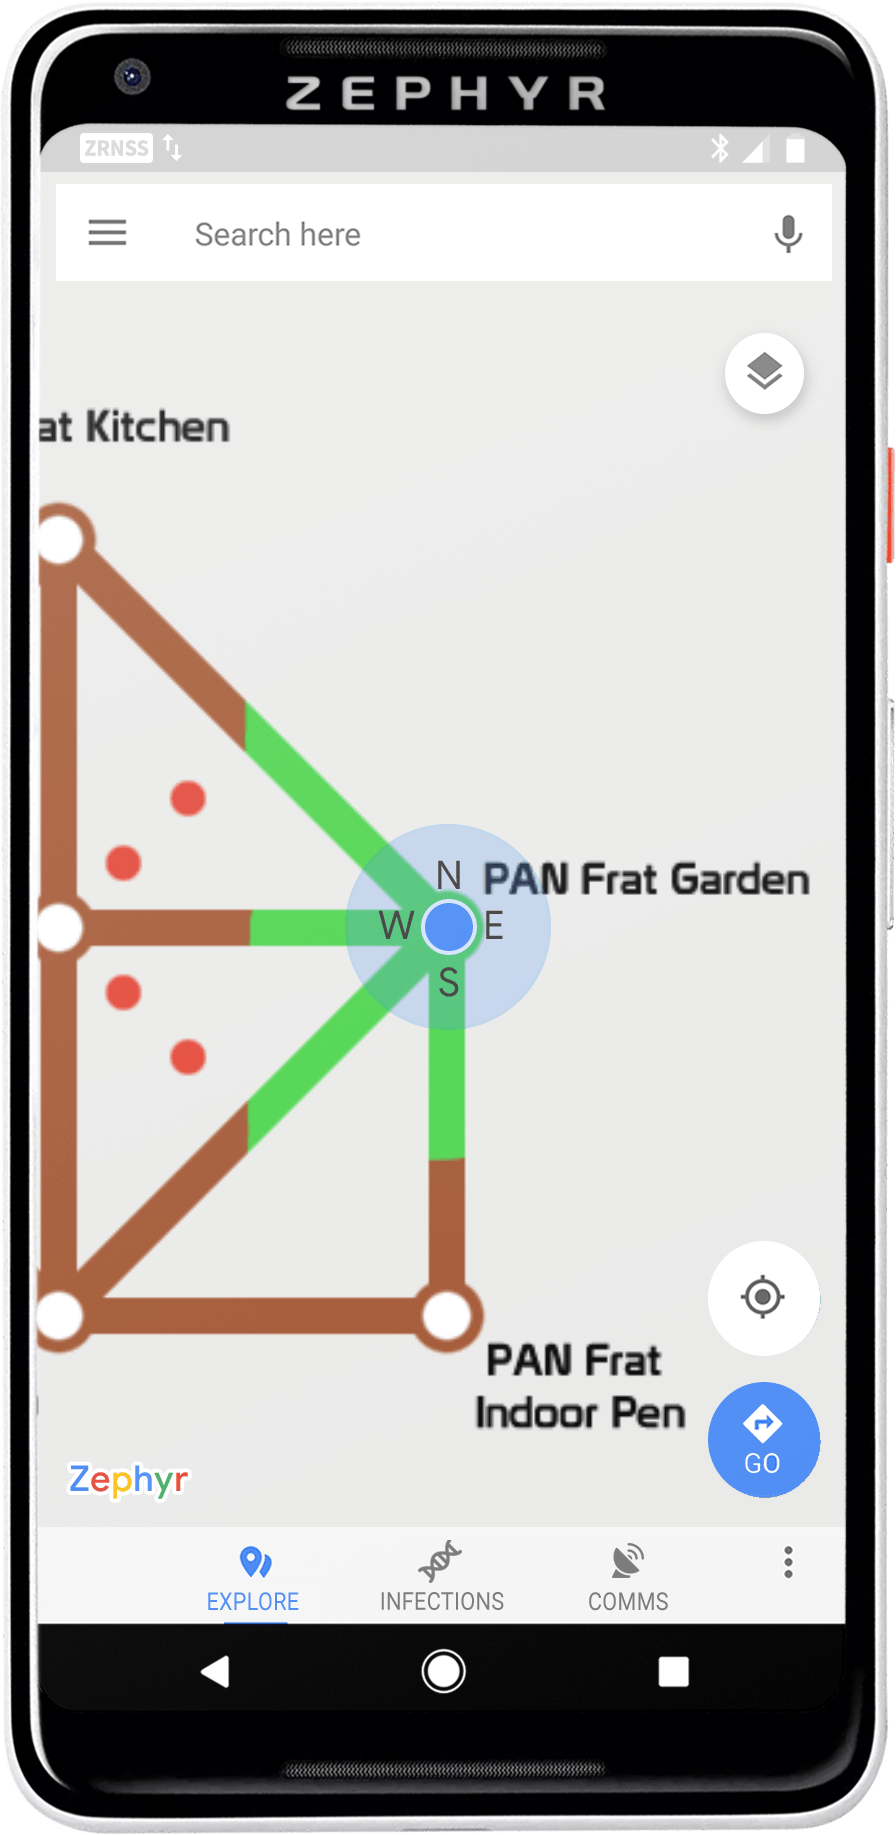 ZEPHYR
ZRNSS
Search here
at Kitchen
N
PAN Frat Garden
W
E
S
PAN Frat
Indoor Pen
GO
Zephyr
EXPLORE
INFECTIONS
COMMS